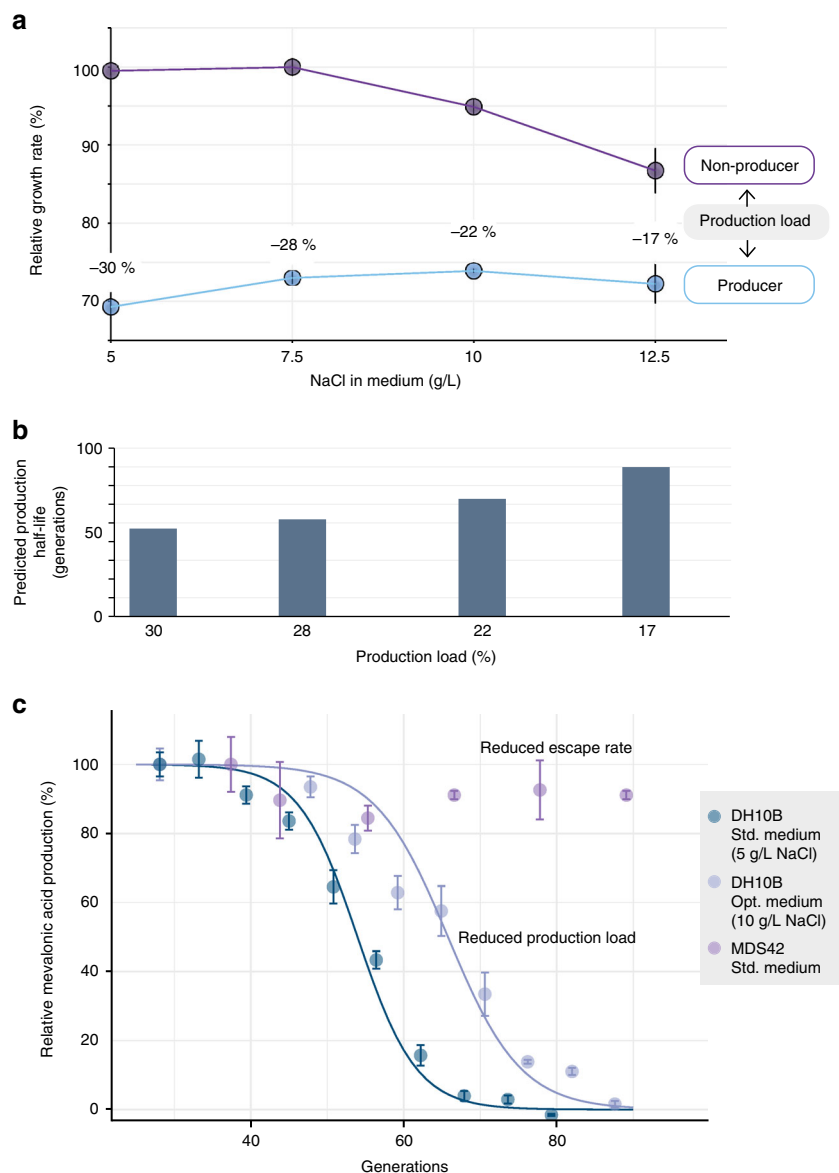 a
Relative growth rate (%)
100
90
80
70
–30 %
–28 %
–22 %
–17 %
Non-producer
Production load
Producer
5
7.5
10
12.5
NaCl in medium (g/L)
b
Predicted production
half-life
(generations)
100
50
0
30
28
22
17
Production load (%)
c
Relative mevalonic acid production (%)
100
80
60
40
20
0
Reduced escape rate
Reduced production load
DH10B
Std. medium
(5 g/L NaCl)
DH10B
Opt. medium
(10 g/L NaCl)
MDS42
Std. medium
40
60
80
Generations